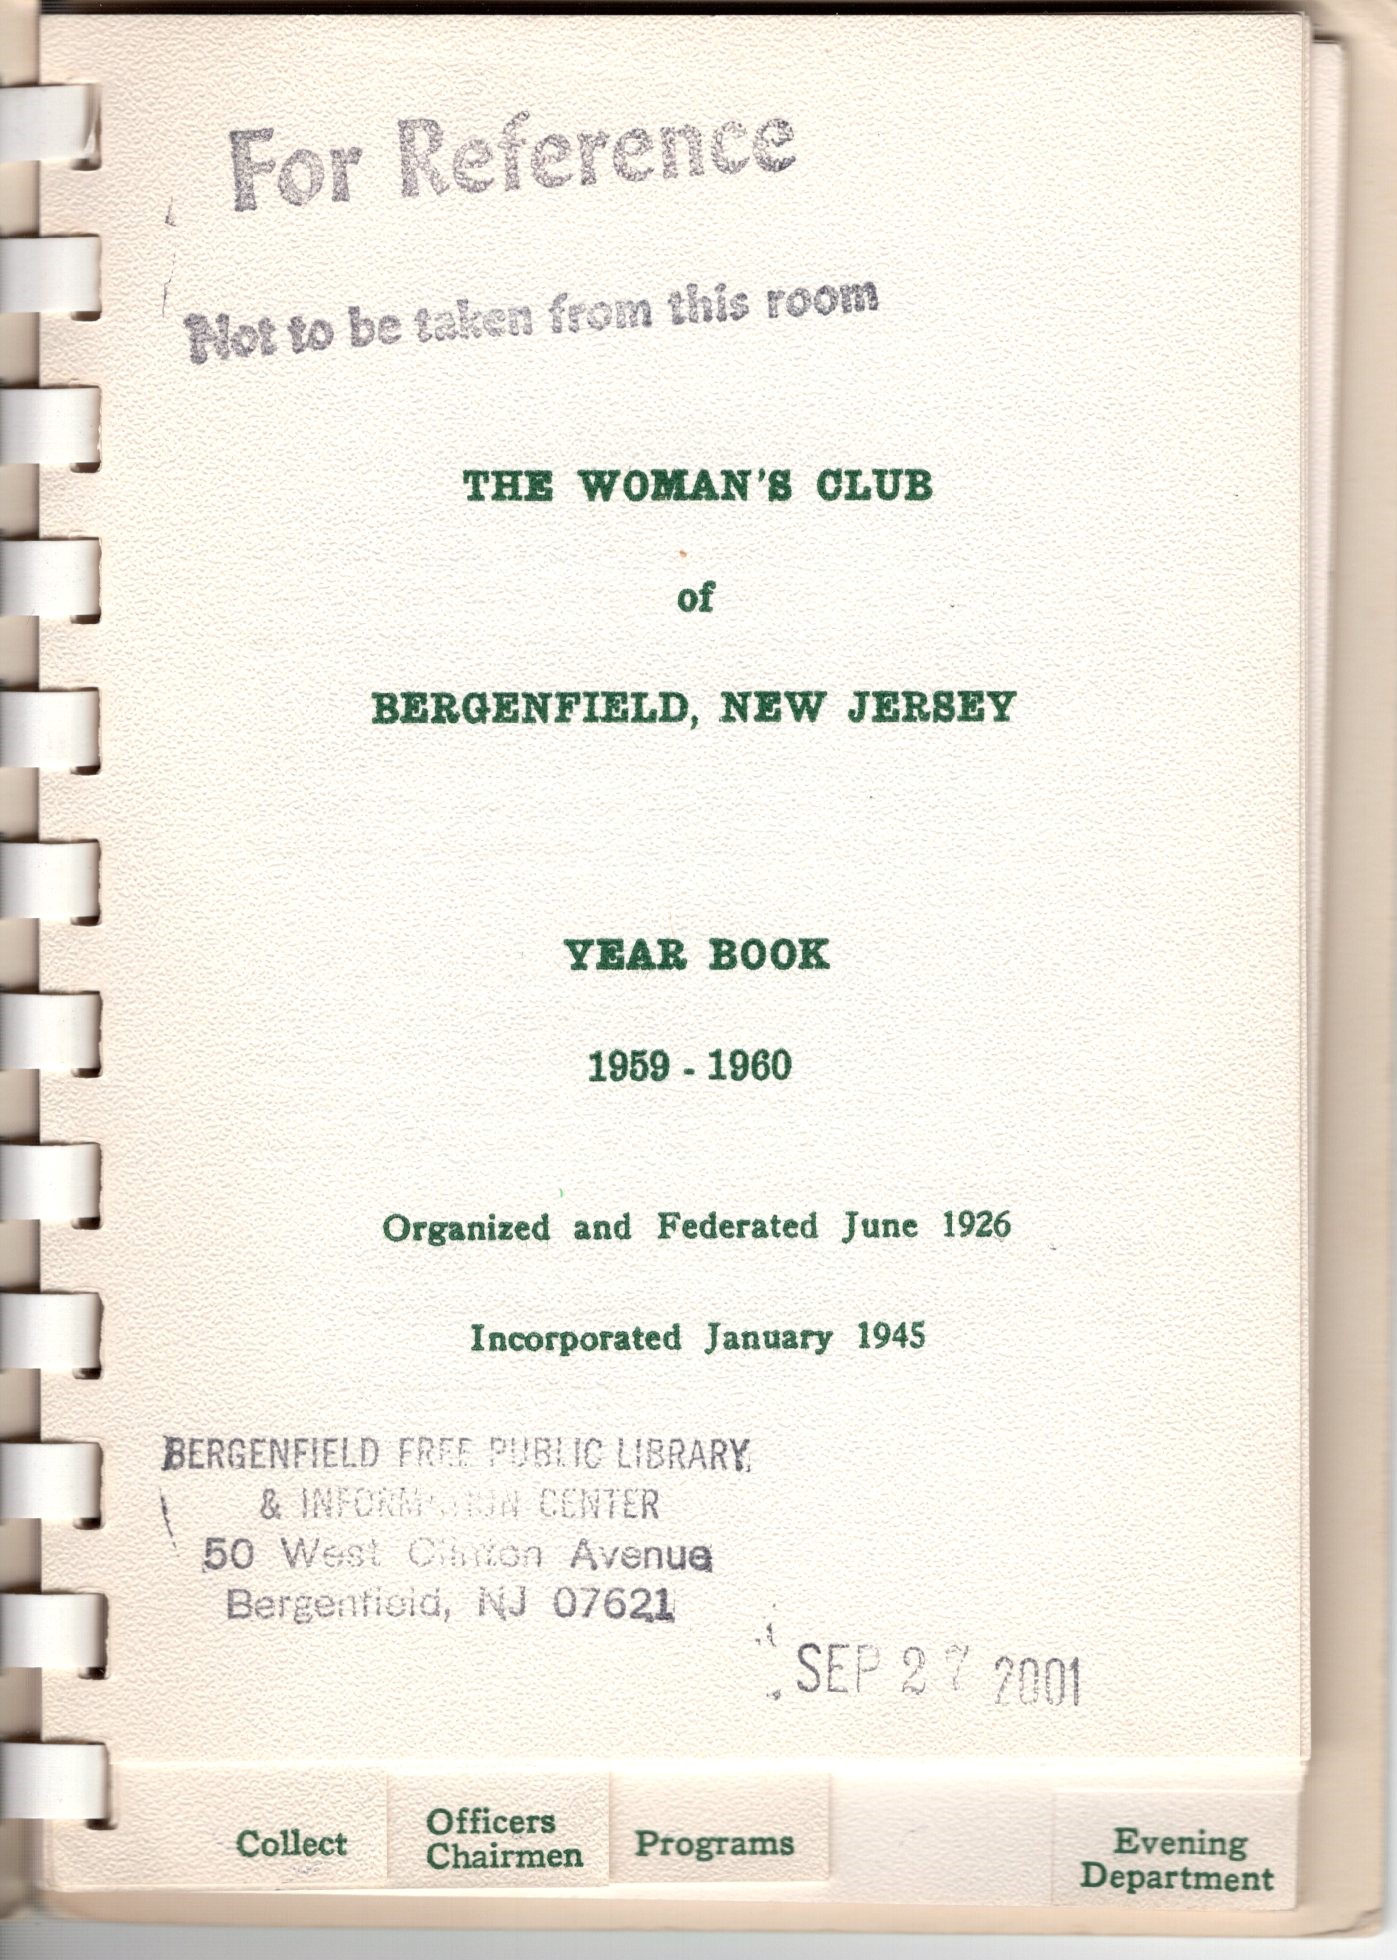 For Reference
Not to be taken from this room
THE WOMAN'S CLUB
of
BERGENFIELD, NEW JERSEY
YEAR BOOK
1959 - 1960
Organized and Federated June 1926
Incorporated January 1945
BERGENFIELD FREE PUBLIC LIBRARY
& INFORMATION CENTER
50 West Clinton Avenue
Bergenfield, NJ 07621
SEP 27 2001
Collect
Officers
Chairmen
Programs
Evening
Department